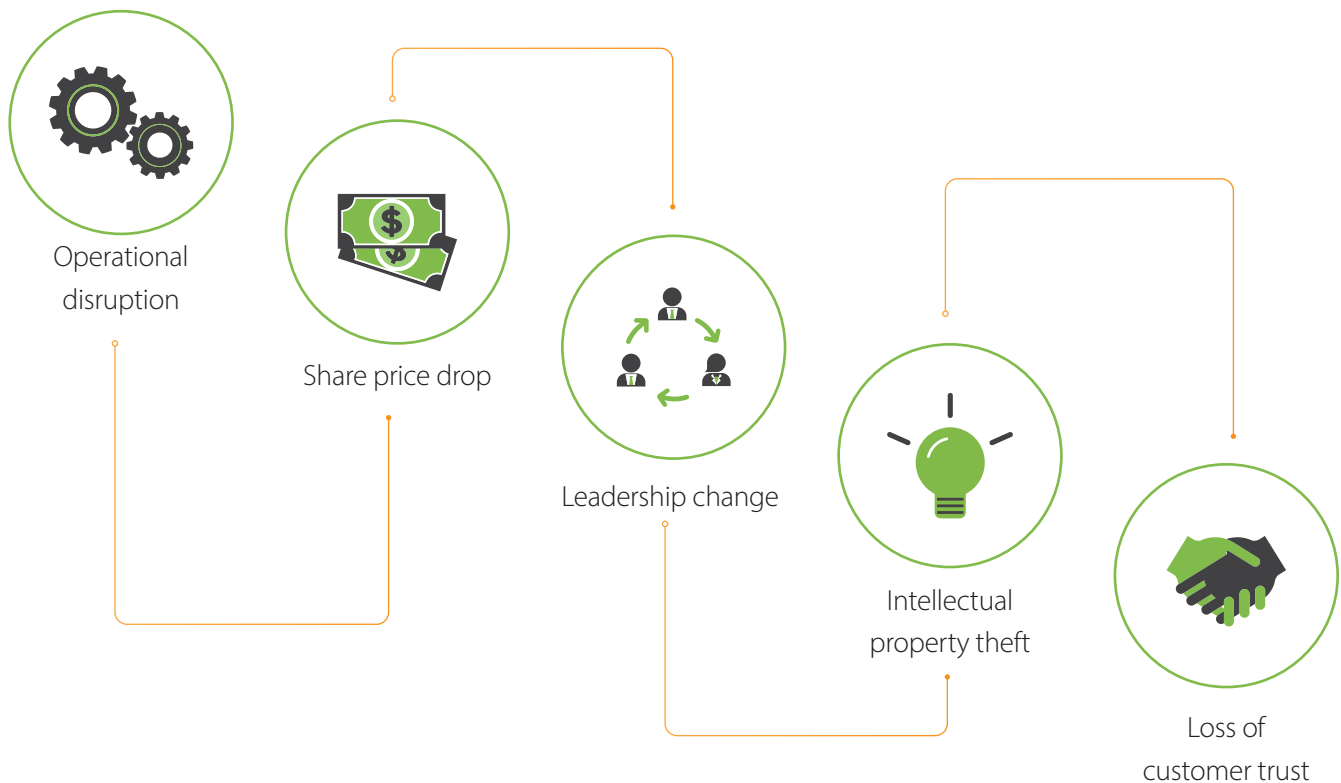 Operational
disruption
Share price drop
Leadership change
Intellectual
property theft
Loss of
customer trust